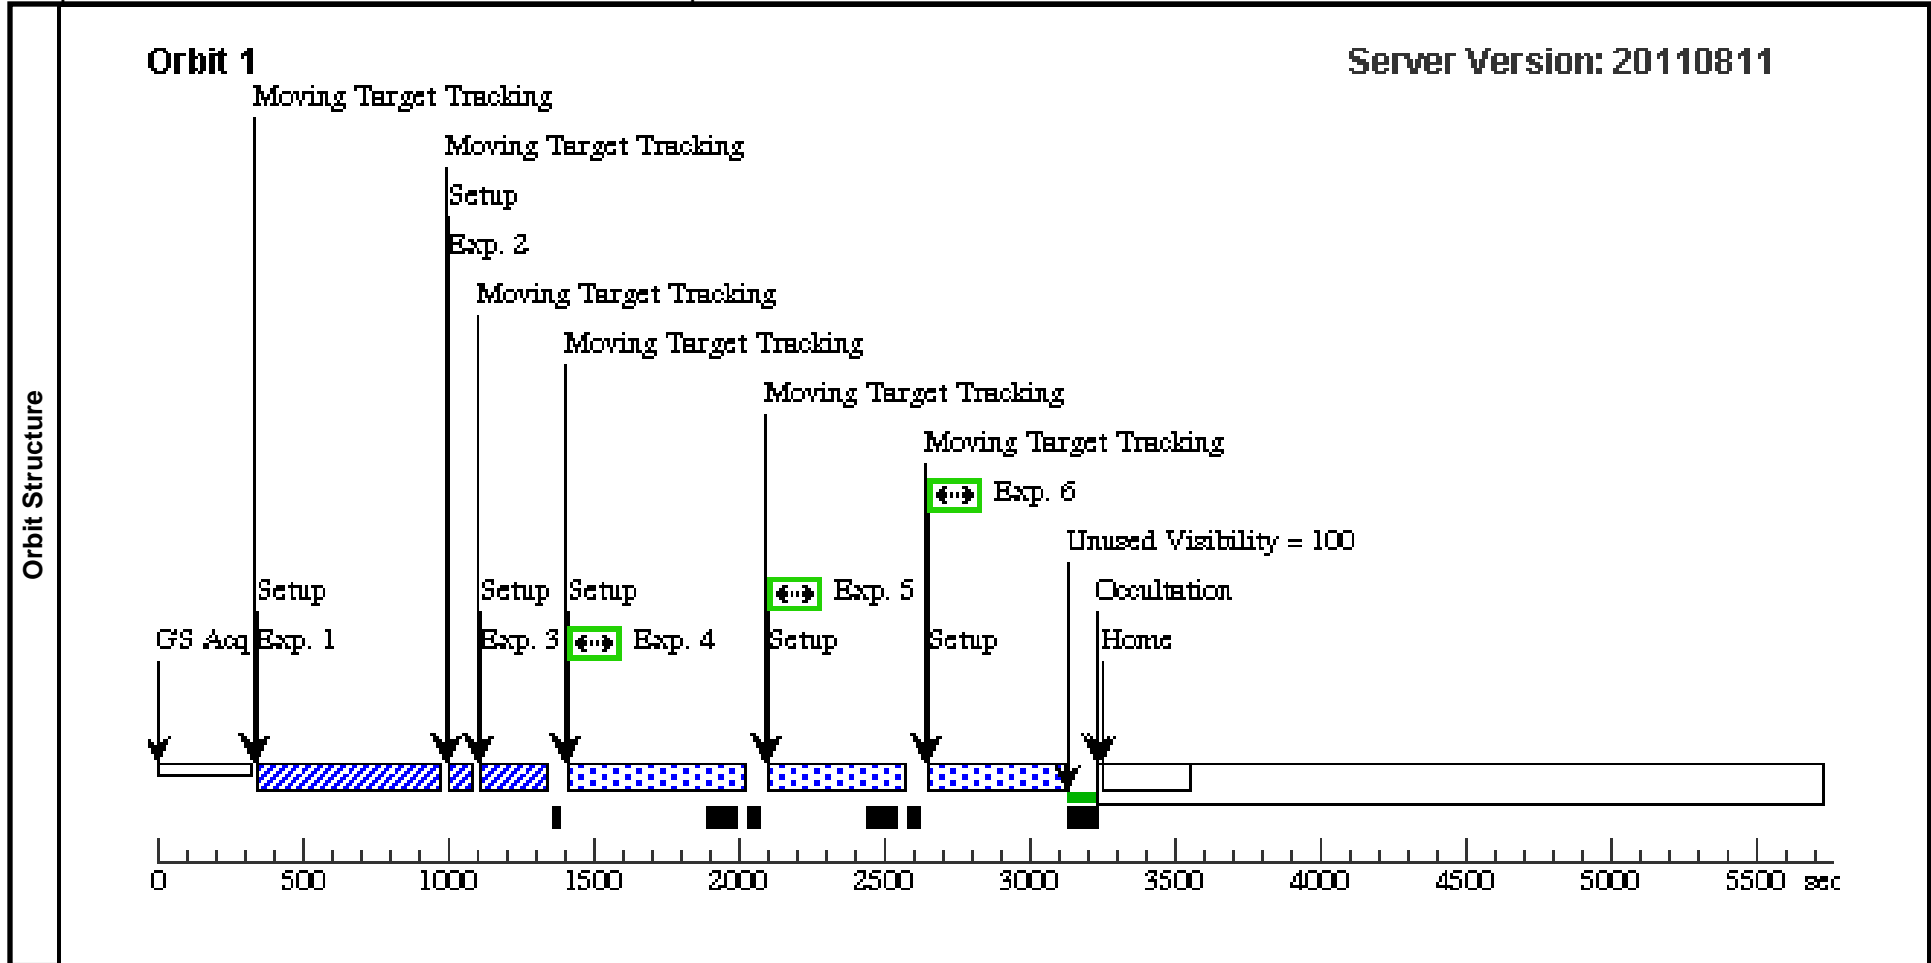 Orbit 1 Server Version: 20110811
Moving Target Tracking
Moving Target Tracking
Setup
Exp. 2
Moving Target Tracking
Moving Target Tracking
Moving Target Tracking
Moving Target Tracking
Exp. 6
Unused Visibility = 100
Setup Setup Setup Exp. 5 Occultation
GS Acq Exp. 1 Exp. 3 Exp. 4 Setup Setup Home
0 500 1000 1500 2000 2500 3000 3500 4000 4500 5000 5500 sec
Orbit Structure